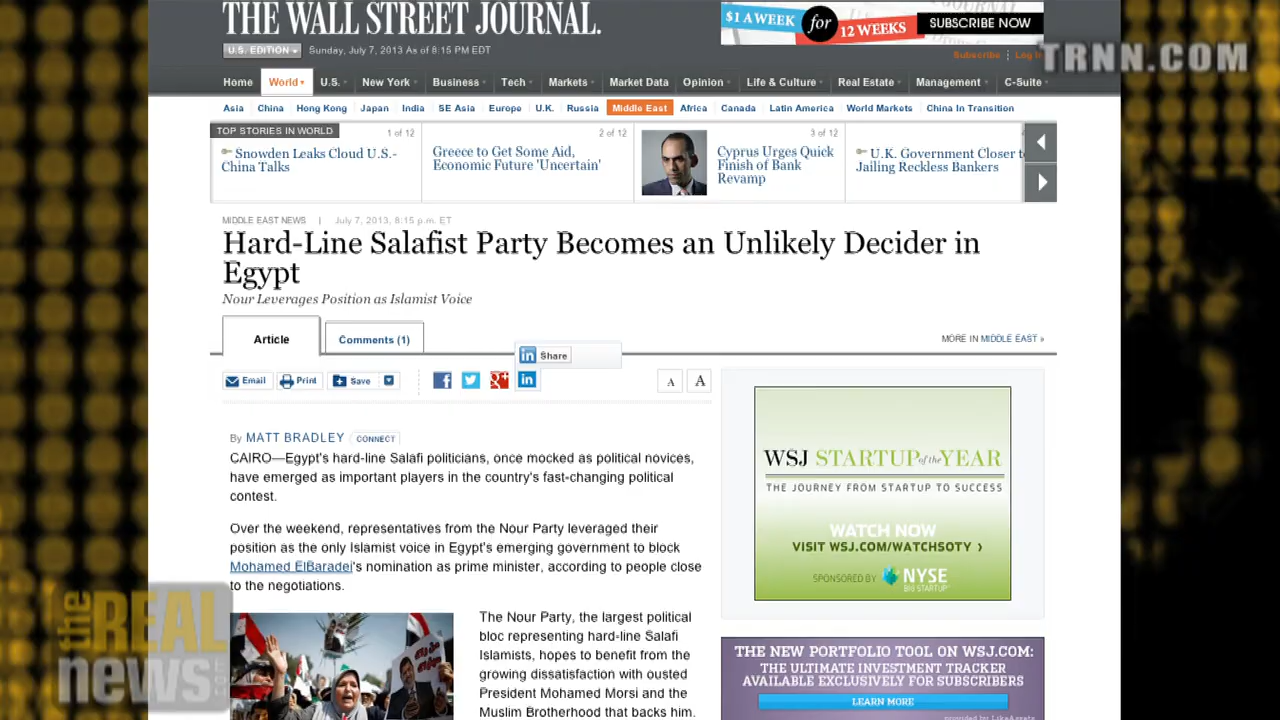 THE WALL STREET JOURNAL.
$1 A WEEK for 12 WEEKS SUBSCRIBE NOW
U.S. EDITION Sunday, July 7, 2013 As of 8:15 PM EDT
Subscribe Log In
TRNN.COM
Home World U.S. New York Business Tech Markets Market Data Opinion Life & Culture Real Estate Management C-Suite
Asia China Hong Kong Japan India SE Asia Europe U.K. Russia Middle East Africa Canada Latin America World Markets China In Transition
TOP STORIES IN WORLD
1 of 12
Snowden Leaks Cloud U.S.-
China Talks
2 of 12
Greece to Get Some Aid,
Economic Future 'Uncertain'
3 of 12
Cyprus Urges Quick
Finish of Bank
Revamp
U.K. Government Closer to
Jailing Reckless Bankers
MIDDLE EAST NEWS | July 7, 2013, 8:15 p.m. ET
Hard-Line Salafist Party Becomes an Unlikely Decider in
Egypt
Nour Leverages Position as Islamist Voice
Article Comments (1)
MORE IN MIDDLE EAST »
in Share
Email Print Save
in
A A
By MATT BRADLEY CONNECT
CAIRO—Egypt's hard-line Salafi politicians, once mocked as political novices,
have emerged as important players in the country's fast-changing political
contest.
Over the weekend, representatives from the Nour Party leveraged their
position as the only Islamist voice in Egypt's emerging government to block
Mohamed ElBaradei's nomination as prime minister, according to people close
to the negotiations.
The Nour Party, the largest political
bloc representing hard-line Salafi
Islamists, hopes to benefit from the
growing dissatisfaction with ousted
President Mohamed Morsi and the
Muslim Brotherhood that backs him.
WSJ STARTUP of the YEAR
THE JOURNEY FROM STARTUP TO SUCCESS
WATCH NOW
VISIT WSJ.COM/WATCHSOTY ›
SPONSORED BY NYSE
BIG STARTUP
THE NEW PORTFOLIO TOOL ON WSJ.COM:
THE ULTIMATE INVESTMENT TRACKER
AVAILABLE EXCLUSIVELY FOR SUBSCRIBERS
LEARN MORE
provided by LikeAssets
the REAL
news